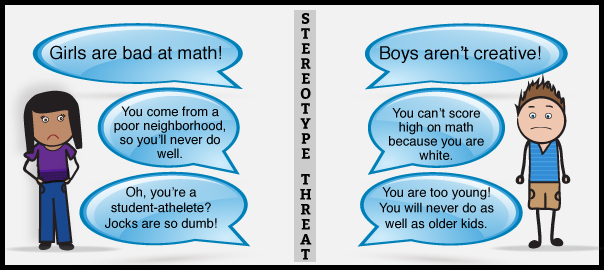 Girls are bad at math!
You come from a
poor neighborhood,
so you'll never do
well.
Oh, you're a
student-athelete?
Jocks are so dumb!
STEREOTYPE THREAT
Boys aren't creative!
You can't score
high on math
because you are
white.
You are too young!
You will never do as
well as older kids.